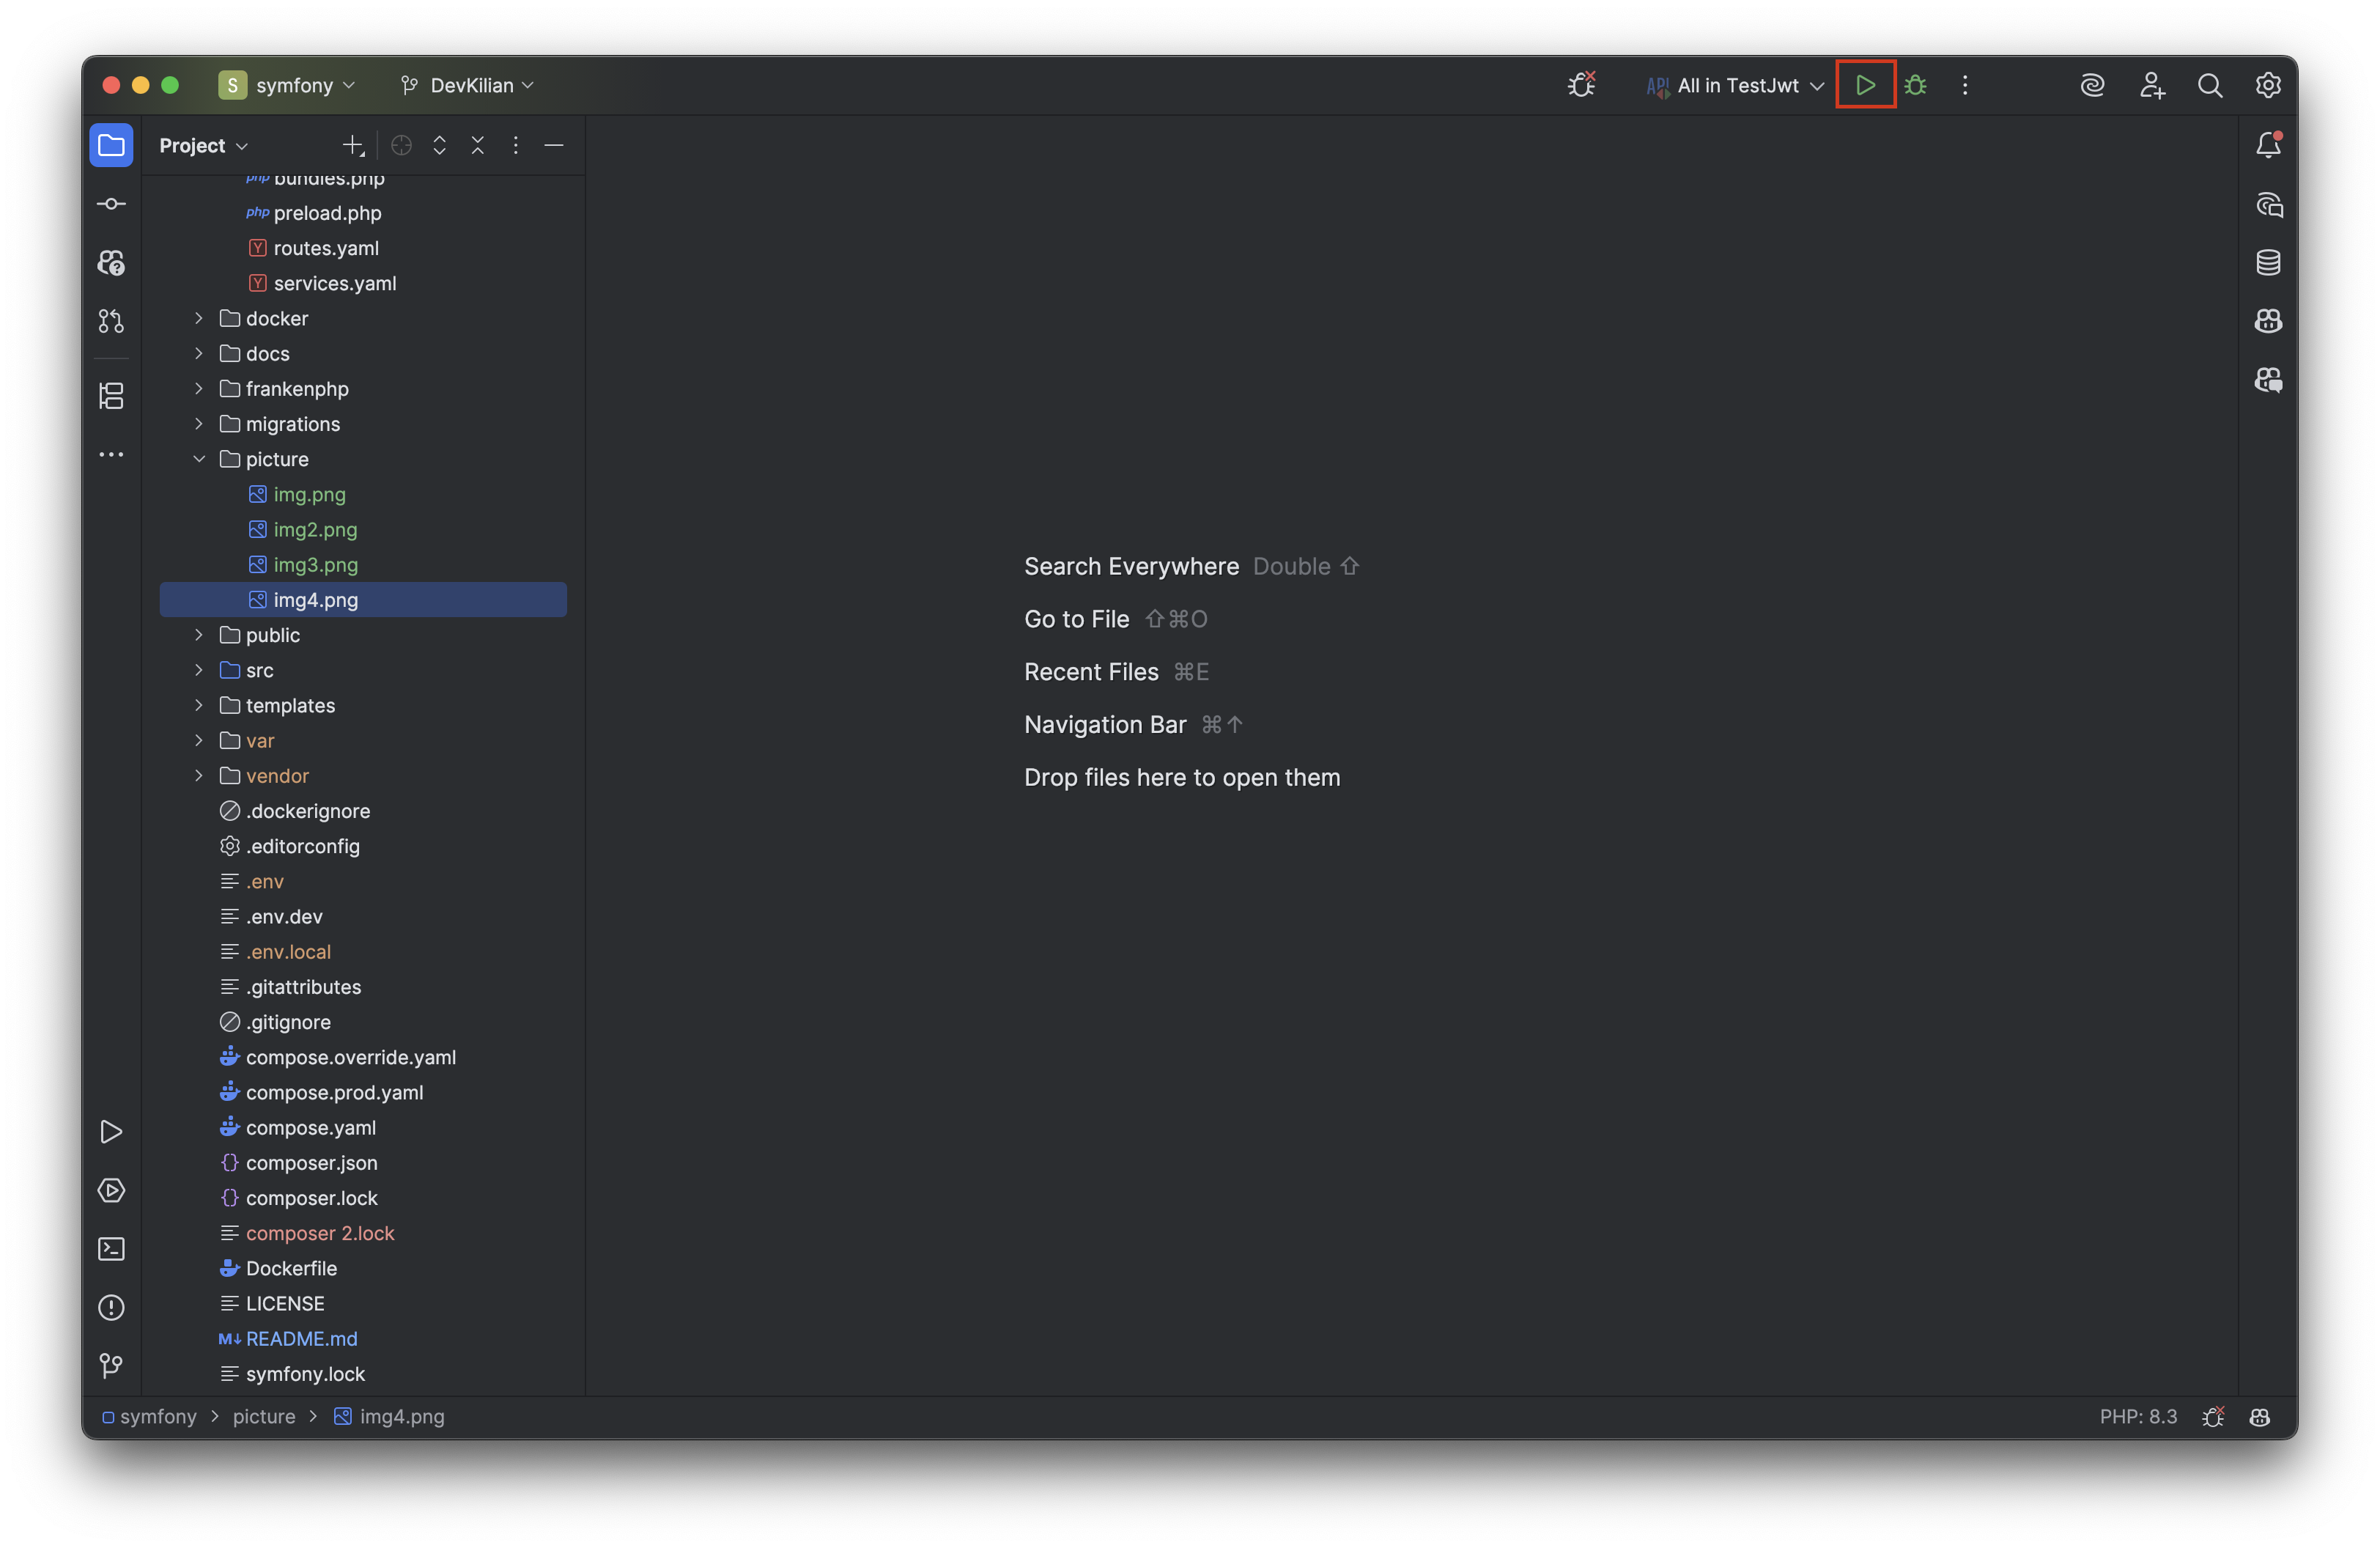 S symfony DevKilian API All in TestJwt
Project
php bundles.php
php preload.php
Y routes.yaml
Y services.yaml
docker
docs
frankenphp
migrations
picture
img.png
img2.png
img3.png
img4.png
public
src
templates
var
vendor
.dockerignore
.editorconfig
.env
.env.dev
.env.local
.gitattributes
.gitignore
compose.override.yaml
compose.prod.yaml
compose.yaml
{} composer.json
{} composer.lock
composer 2.lock
Dockerfile
LICENSE
M↓ README.md
symfony.lock
Search Everywhere Double ⇧
Go to File ⇧⌘O
Recent Files ⌘E
Navigation Bar ⌘↑
Drop files here to open them
symfony > picture > img4.png
PHP: 8.3